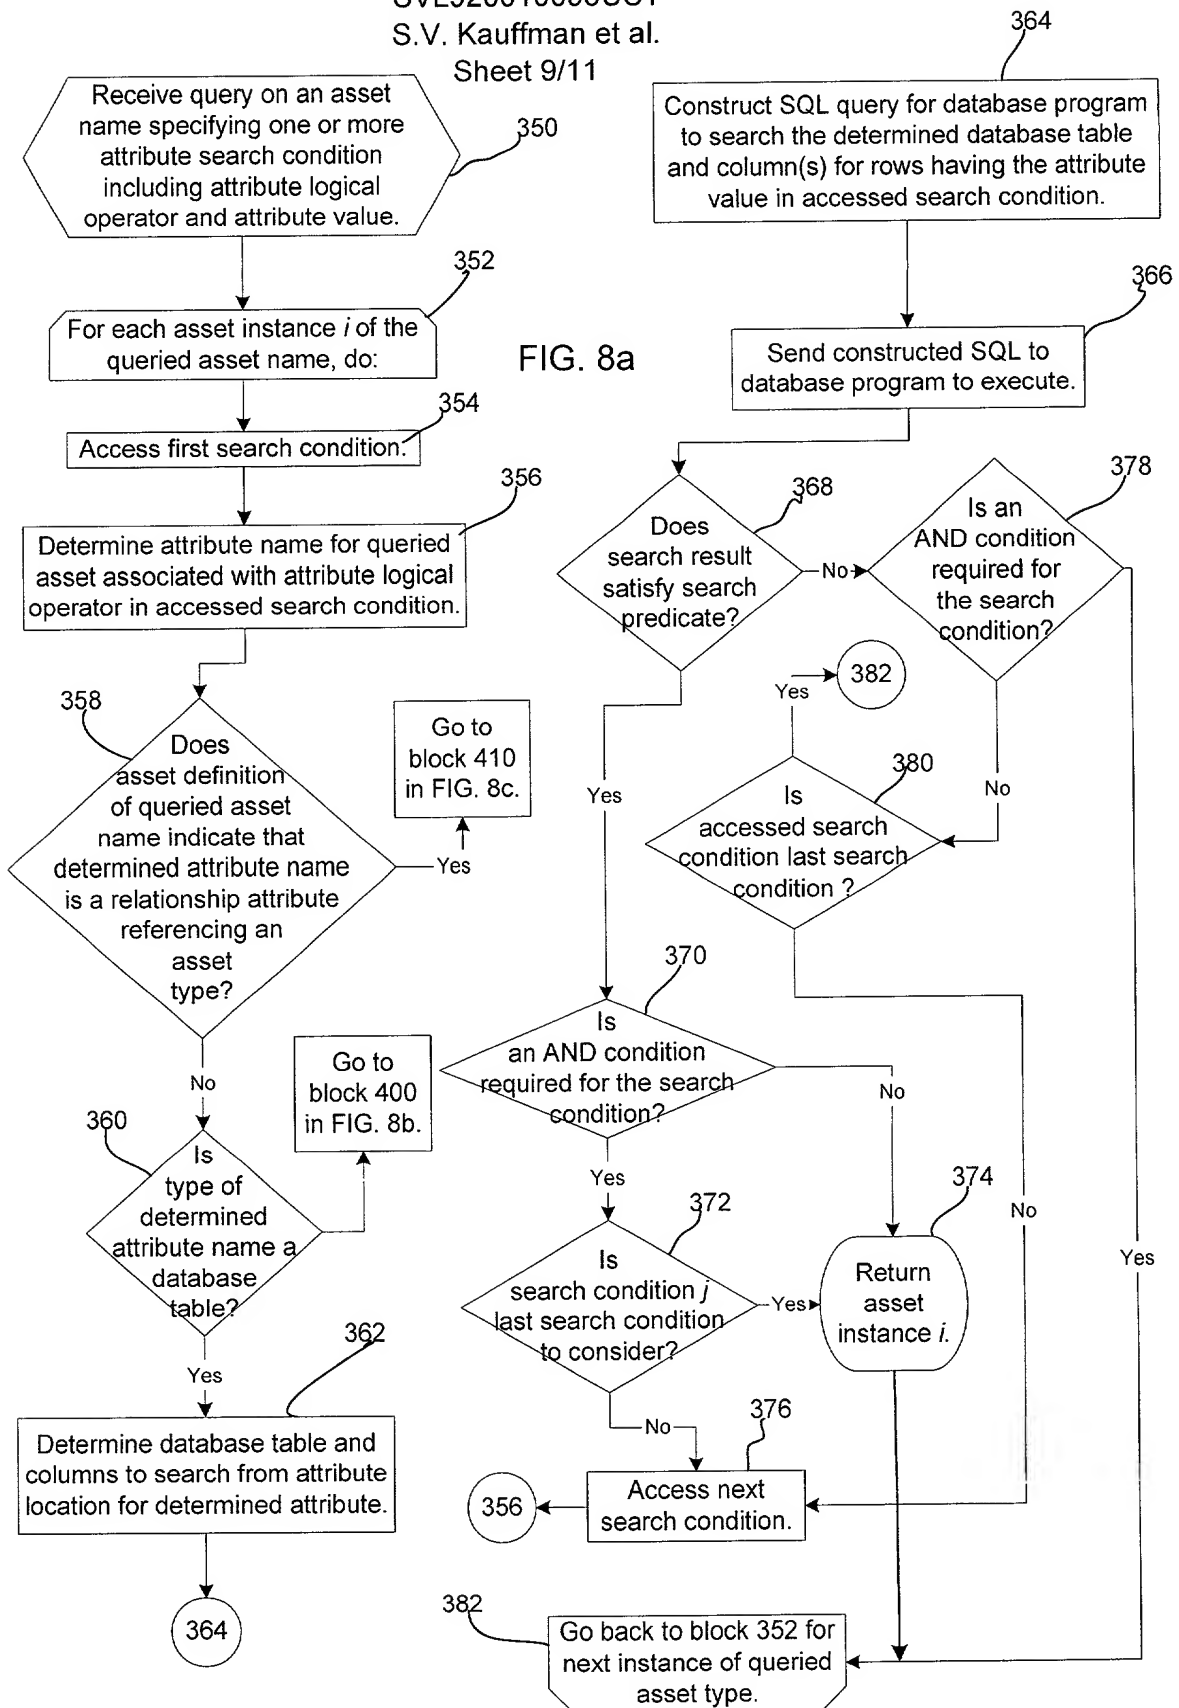 S.V. Kauffman et al.
Sheet 9/11
Receive query on an asset
name specifying one or more
attribute search condition
including attribute logical
operator and attribute value.
350
352
For each asset instance i of the
queried asset name, do:
354
Access first search condition.
356
Determine attribute name for queried
asset associated with attribute logical
operator in accessed search condition.
358
Does
asset definition
of queried asset
name indicate that
determined attribute name
is a relationship attribute
referencing an
asset
type?
Yes
Go to
block 410
in FIG. 8c.
No
360
Is
type of
determined
attribute name a
database
table?
Go to
block 400
in FIG. 8b.
Yes
362
Determine database table and
columns to search from attribute
location for determined attribute.
364
FIG. 8a
364
Construct SQL query for database program
to search the determined database table
and column(s) for rows having the attribute
value in accessed search condition.
366
Send constructed SQL to
database program to execute.
368
Does
search result
satisfy search
predicate?
No
378
Is an
AND condition
required for
the search
condition?
Yes
382
380
Is
accessed search
condition last search
condition ?
No
Yes
370
Is
an AND condition
required for the search
condition?
No
Yes
372
Is
search condition j
last search condition
to consider?
Yes
374
Return
asset
instance i.
No
Yes
No
376
Access next
search condition.
356
382
Go back to block 352 for
next instance of queried
asset type.